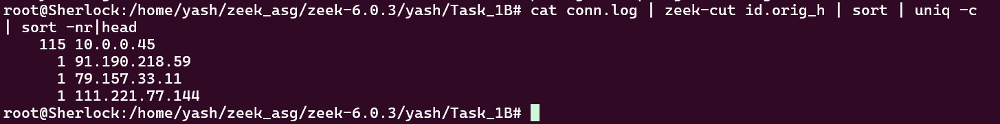 root@Sherlock:/home/yash/zeek_asg/zeek-6.0.3/yash/Task_1B# cat conn.log | zeek-cut id.orig_h | sort | uniq -c
| sort -nr|head
    115 10.0.0.45
      1 91.190.218.59
      1 79.157.33.11
      1 111.221.77.144
root@Sherlock:/home/yash/zeek_asg/zeek-6.0.3/yash/Task_1B#